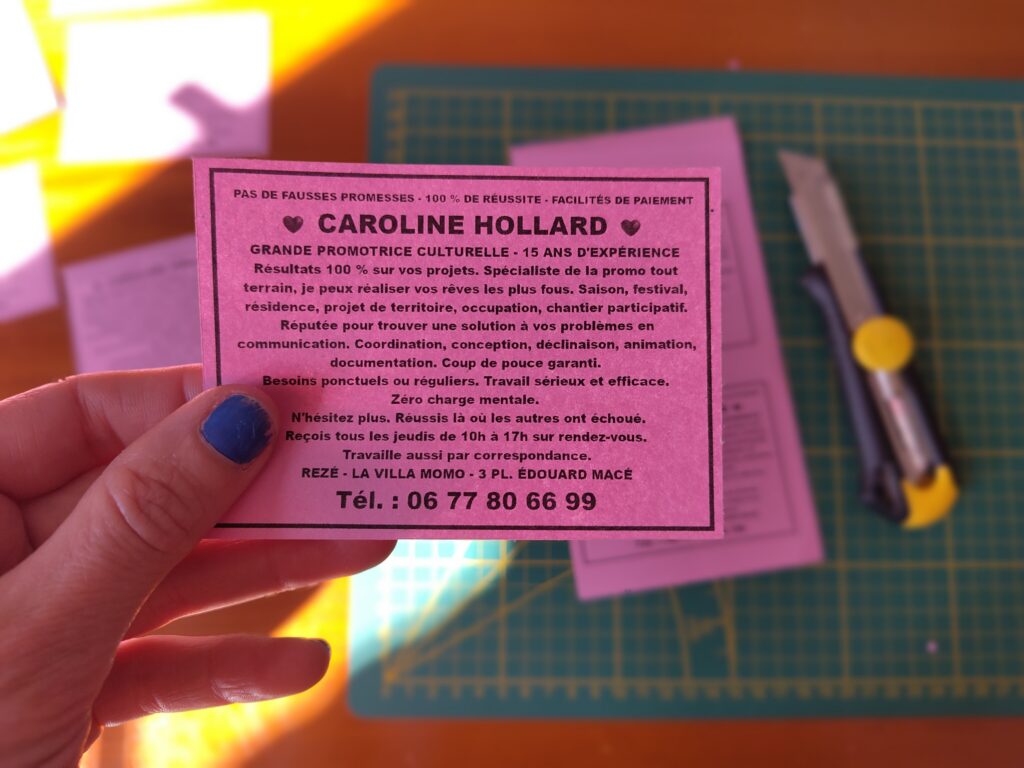 PAS DE FAUSSES PROMESSES - 100 % DE RÉUSSITE - FACILITÉS DE PAIEMENT
CAROLINE HOLLARD
GRANDE PROMOTRICE CULTURELLE - 15 ANS D'EXPÉRIENCE
Résultats 100 % sur vos projets. Spécialiste de la promo tout
terrain, je peux réaliser vos rêves les plus fous. Saison, festival,
résidence, projet de territoire, occupation, chantier participatif.
Réputée pour trouver une solution à vos problèmes en
communication. Coordination, conception, déclinaison, animation,
documentation. Coup de pouce garanti.
Besoins ponctuels ou réguliers. Travail sérieux et efficace.
Zéro charge mentale.
N'hésitez plus. Réussis là où les autres ont échoué.
Reçois tous les jeudis de 10h à 17h sur rendez-vous.
Travaille aussi par correspondance.
REZÉ - LA VILLA MOMO - 3 PL. ÉDOUARD MACÉ
Tél. : 06 77 80 66 99